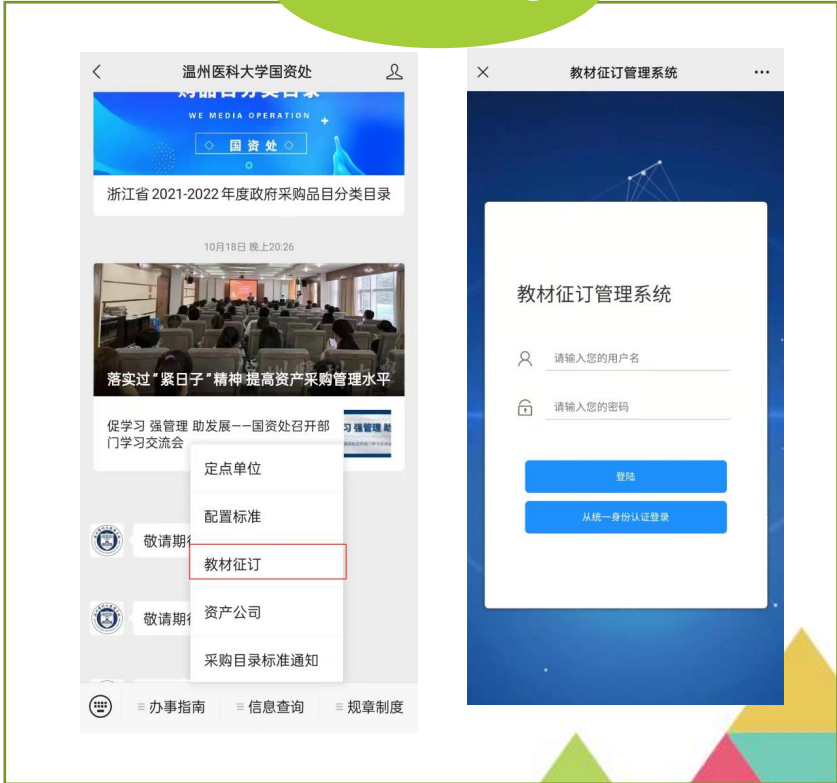 温州医科大学国资处
WE MEDIA OPERATION
国资处
浙江省2021-2022年度政府采购品目分类目录
10月18日 晚上20:26
落实过“紧日子”精神 提高资产采购管理水平
促学习 强管理 助发展——国资处召开部
门学习交流会
习 强管理 助
定点单位
配置标准
敬请期
教材征订
敬请期
资产公司
采购目录标准通知
办事指南
信息查询
规章制度
教材征订管理系统
教材征订管理系统
请输入您的用户名
请输入您的密码
登陆
从统一身份认证登录